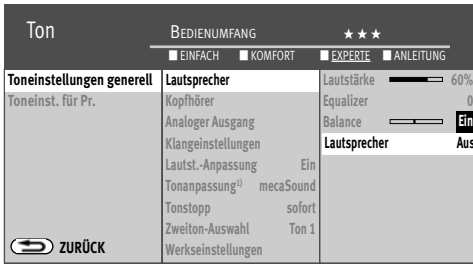 Ton
BEDIENUMFANG ★★★
EINFACH KOMFORT EXPERTE ANLEITUNG
Toneinstellungen generell
Toneinst. für Pr.
ZURÜCK
Lautsprecher
Kopfhörer
Analoger Ausgang
Klangeinstellungen
Lautst.-Anpassung Ein
Tonanpassung¹⁾ mecaSound
Tonstopp sofort
Zweiton-Auswahl Ton 1
Werkseinstellungen
Lautstärke 60%
Equalizer 0
Balance Ein
Lautsprecher Aus